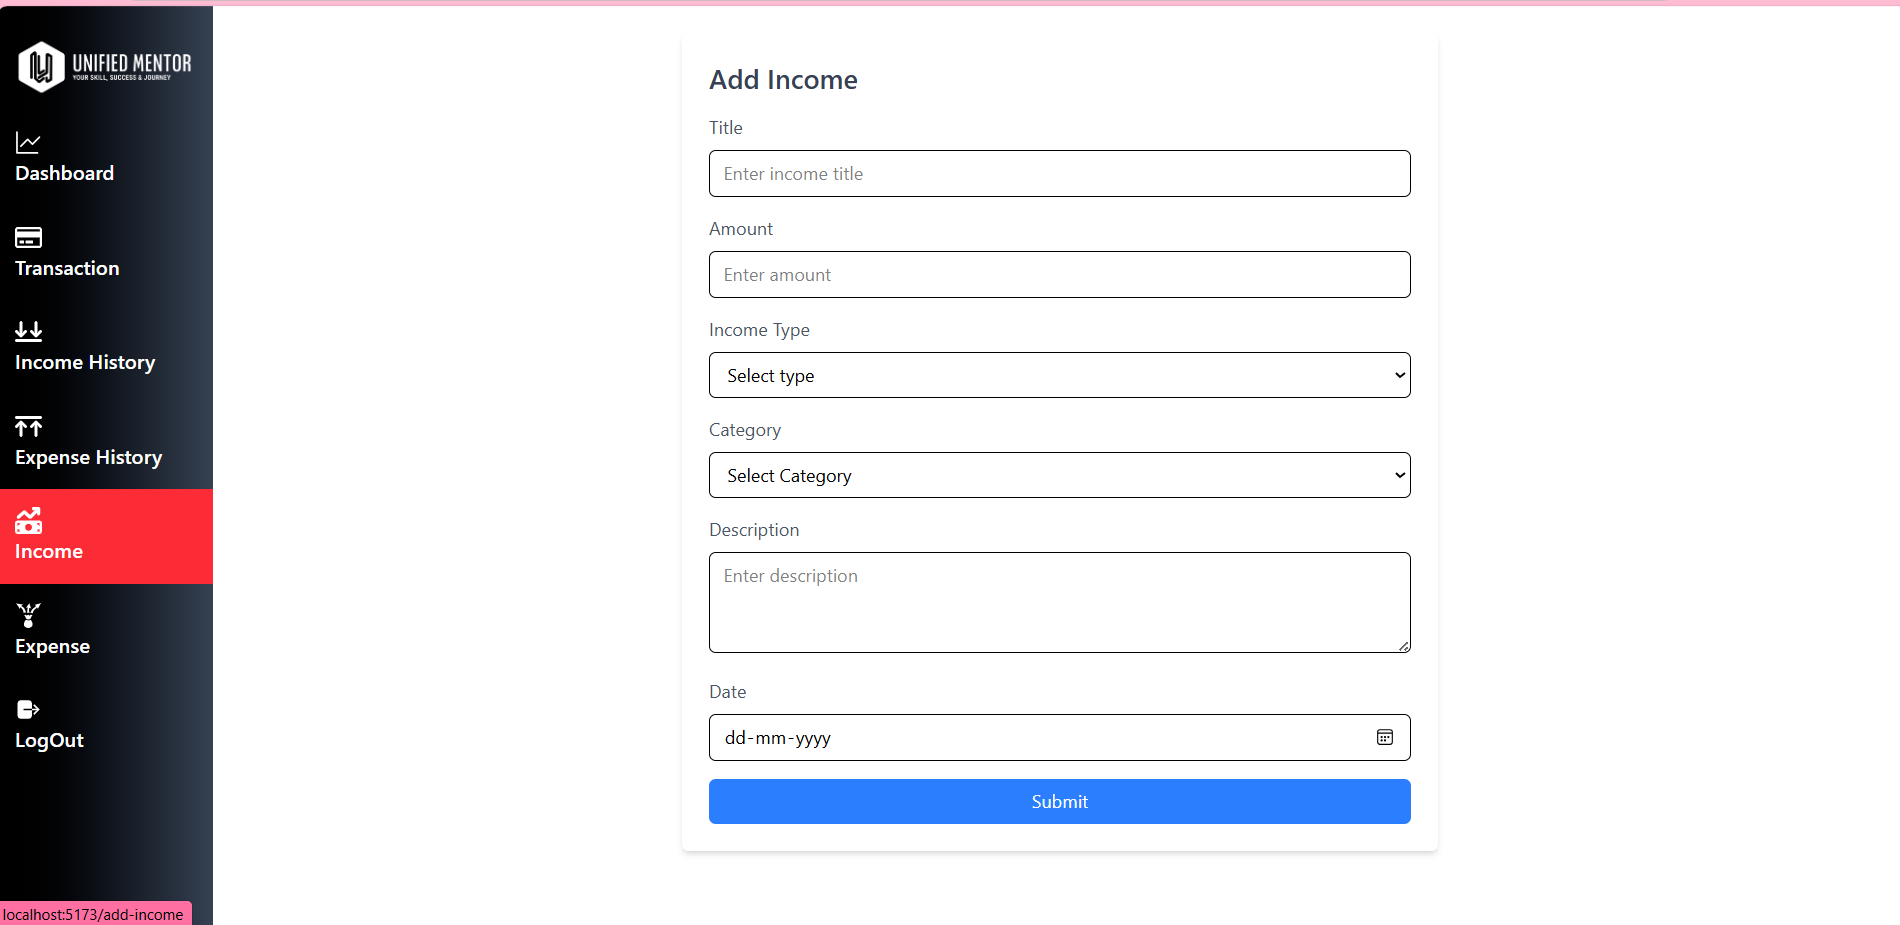 UNIFIED MENTOR
YOUR SKILL, SUCCESS & JOURNEY
Dashboard
Transaction
Income History
Expense History
Income
Expense
LogOut
localhost:5173/add-income
Add Income
Title
Enter income title
Amount
Enter amount
Income Type
Select type
Category
Select Category
Description
Enter description
Date
dd-mm-yyyy
Submit